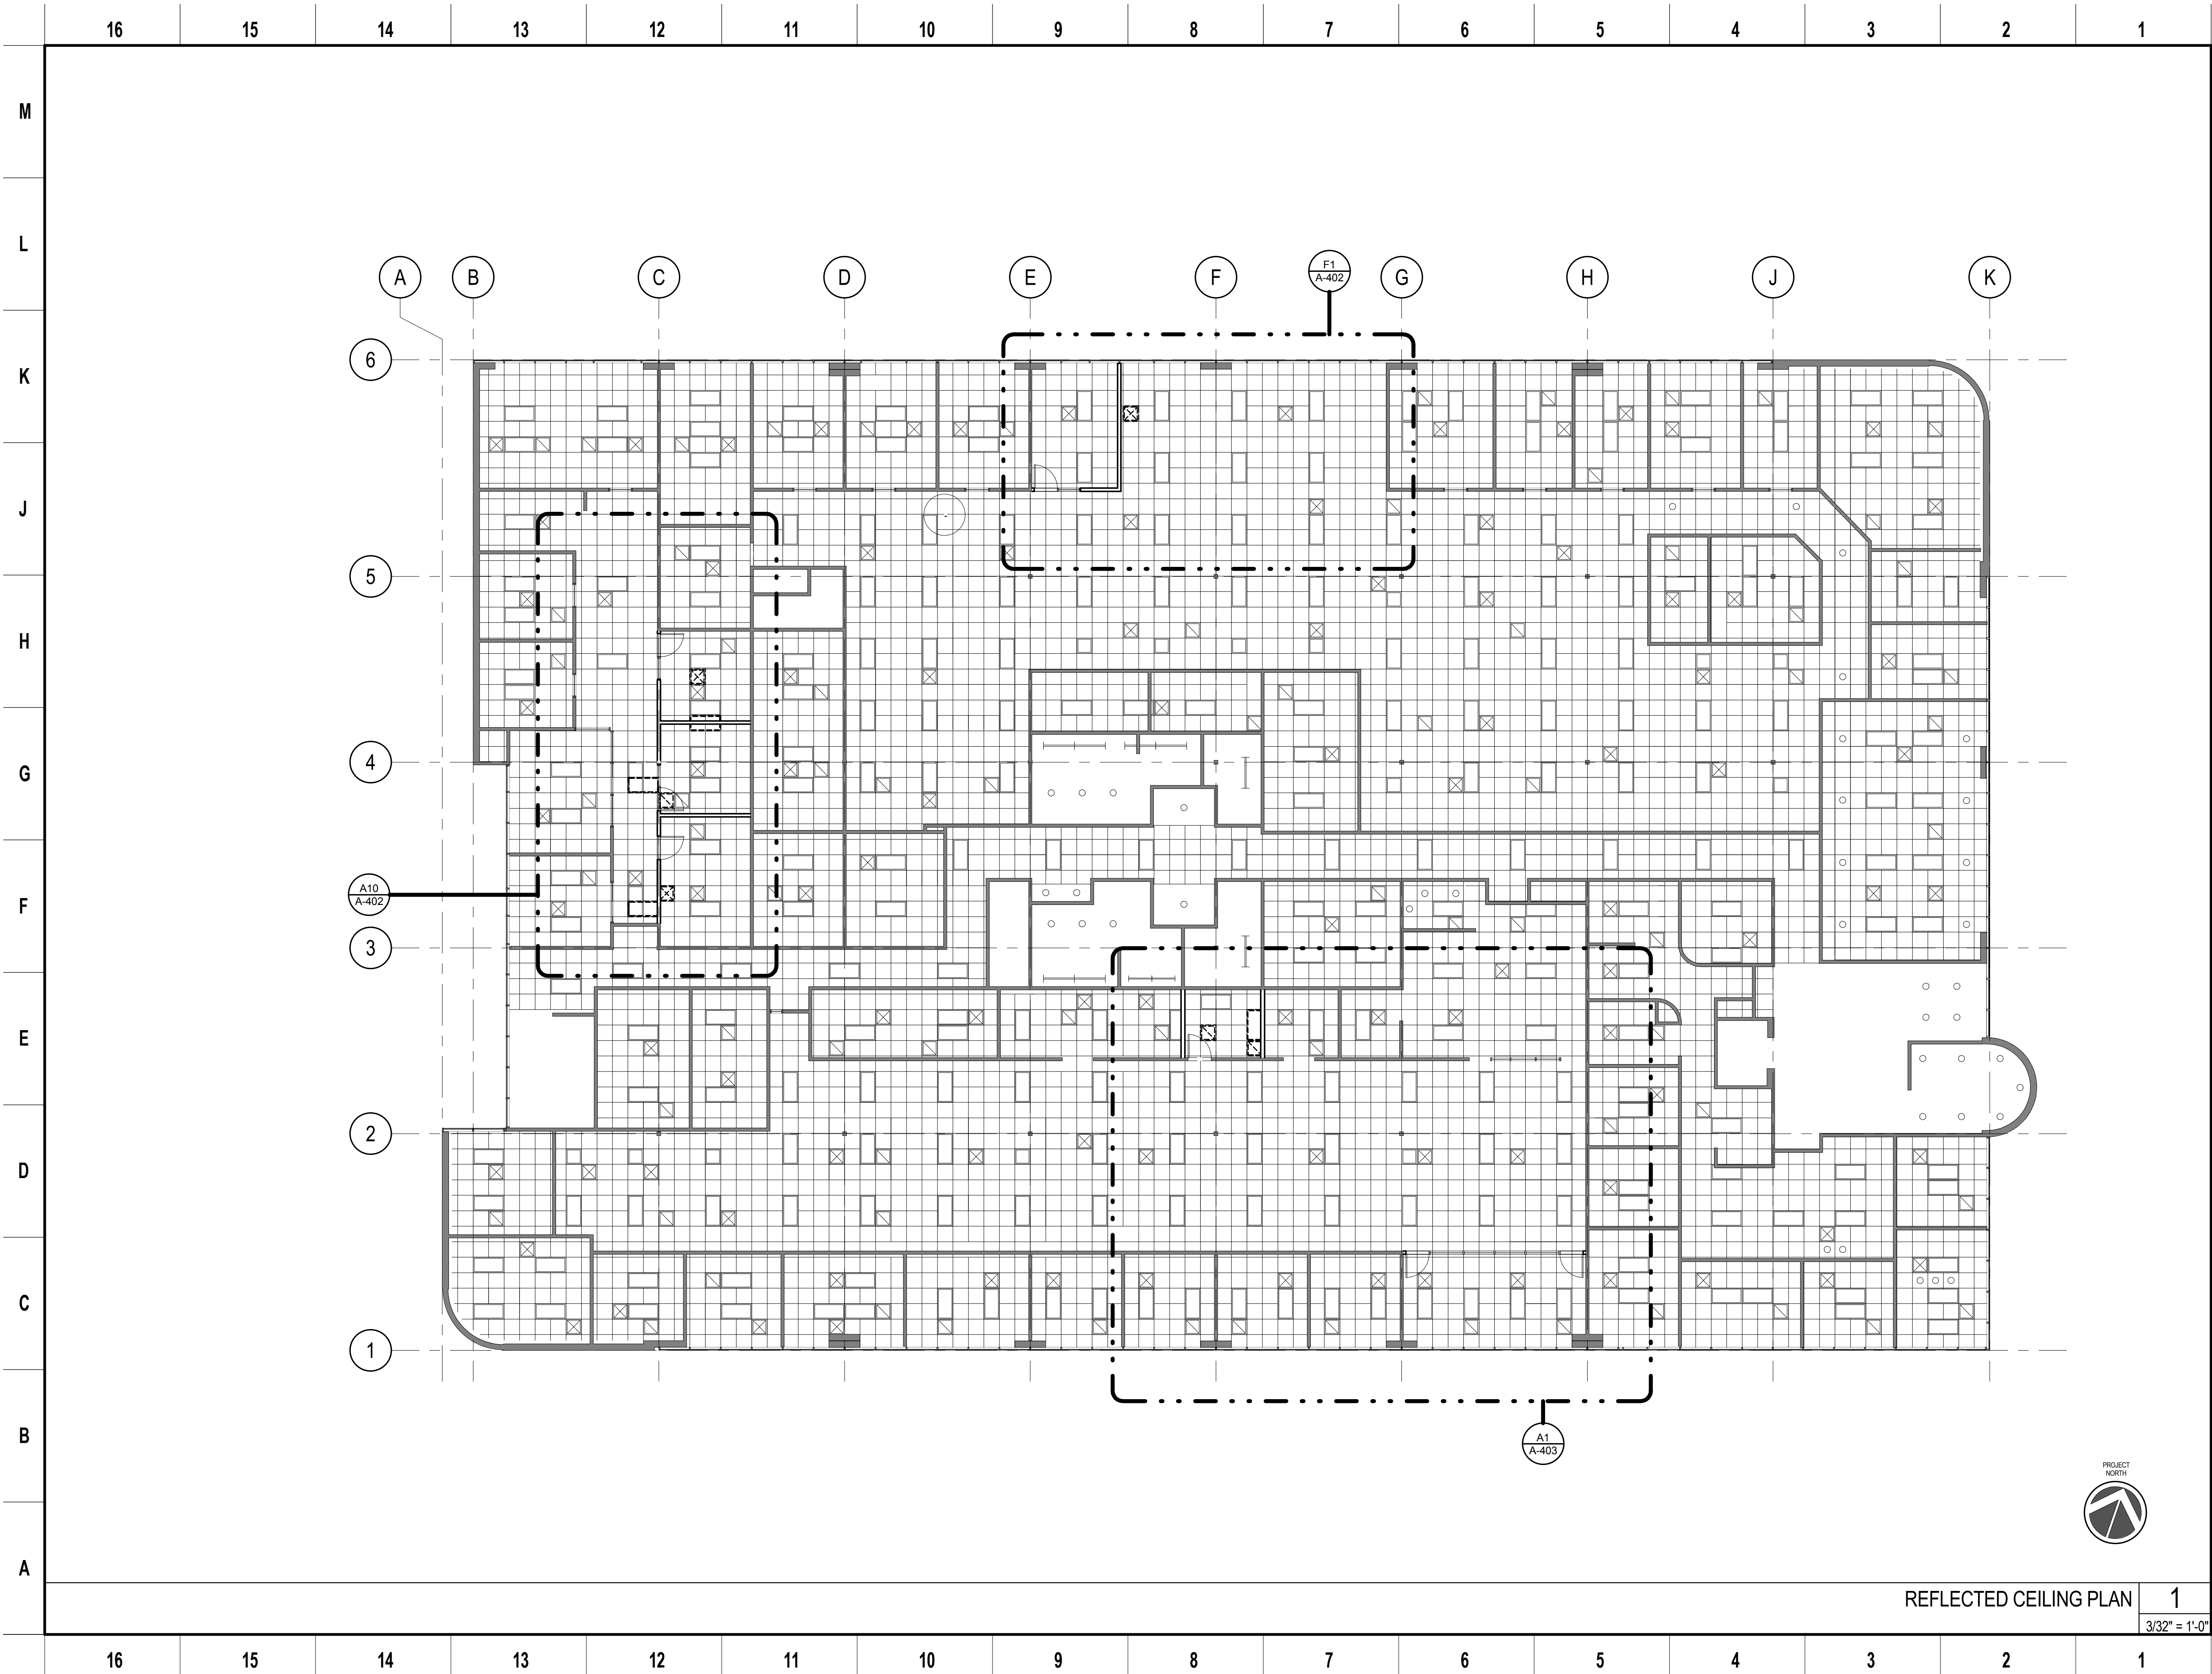 16 15 14 13 12 11 10 9 8 7 6 5 4 3 2 1
M
L
A B C D E F F1 G H J K
A-402
6
K
J
5
H
4
G
A10
A-402
F
3
E
2
D
C
1
B
A1
A-403
PROJECT
NORTH
A
REFLECTED CEILING PLAN 1
3/32" = 1'-0"
16 15 14 13 12 11 10 9 8 7 6 5 4 3 2 1